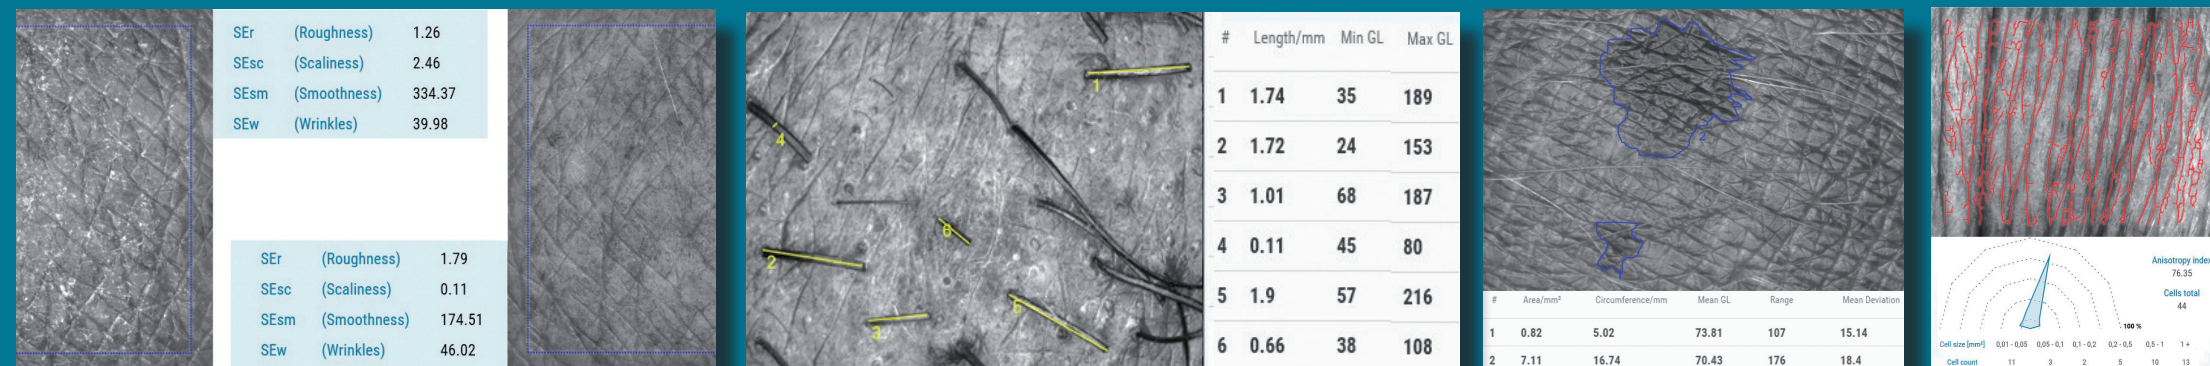 SEr (Roughness) 1.26
SEsc (Scaliness) 2.46
SEsm (Smoothness) 334.37
SEw (Wrinkles) 39.98
SEr (Roughness) 1.79
SEsc (Scaliness) 0.11
SEsm (Smoothness) 174.51
SEw (Wrinkles) 46.02
1
4
6
2
5
3
# Length/mm Min GL Max GL
1 1.74 35 189
2 1.72 24 153
3 1.01 68 187
4 0.11 45 80
5 1.9 57 216
6 0.66 38 108
2
# Area/mm² Circumference/mm Mean GL Range Mean Deviation
1 0.82 5.02 73.81 107 15.14
2 7.11 16.74 70.43 176 18.4
Anisotropy index
76.35
Cells total
44
100 %
Cell size [mm²] 0,01 - 0,05 0,05 - 0,1 0,1 - 0,2 0,2 - 0,5 0,5 - 1 1 +
Cell count 11 3 2 5 10 13